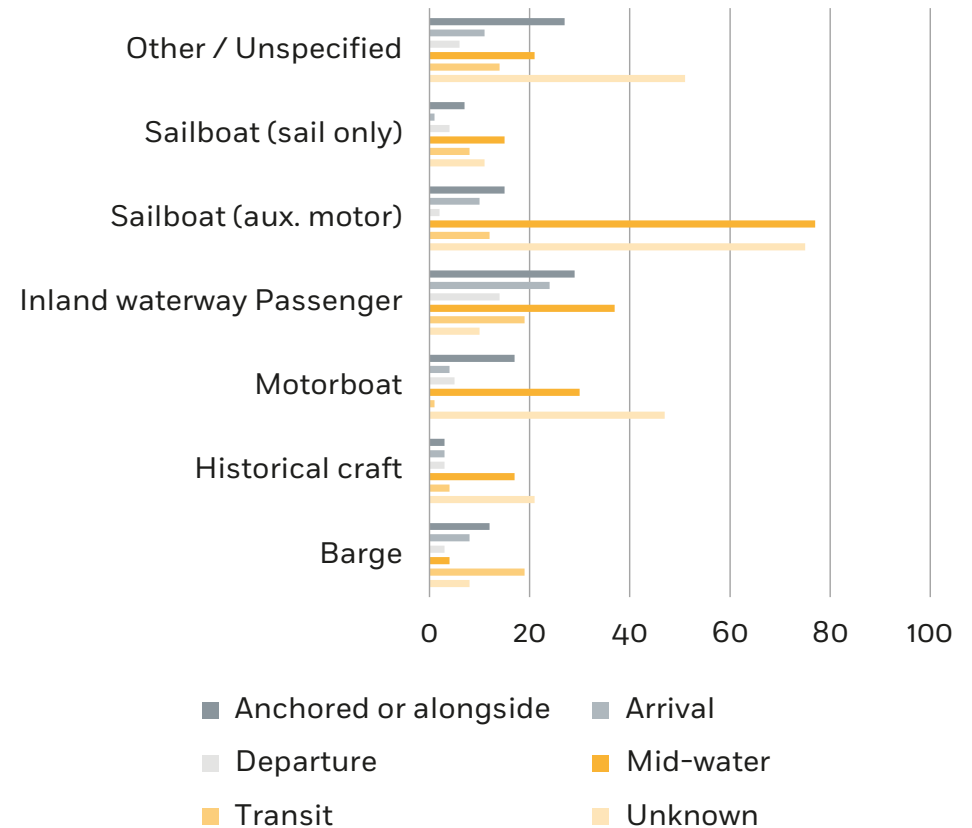 Other / Unspecified
Sailboat (sail only)
Sailboat (aux. motor)
Inland waterway Passenger
Motorboat
Historical craft
Barge
0 20 40 60 80 100
Anchored or alongside Arrival
Departure Mid-water
Transit Unknown